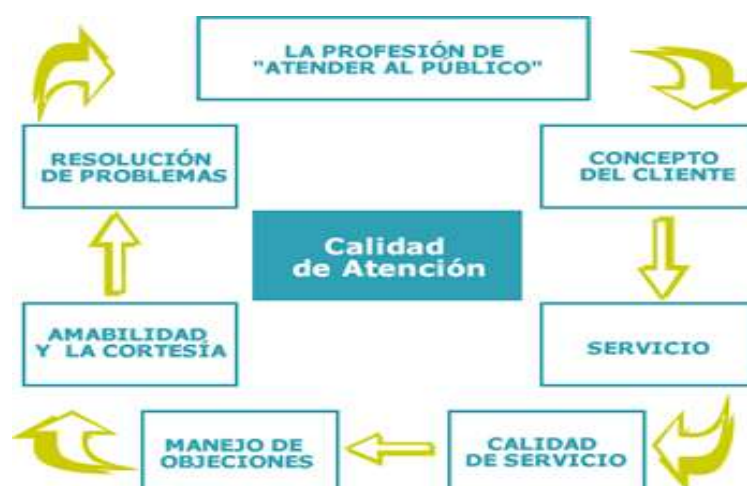 LA PROFESIÓN DE
"ATENDER AL PÚBLICO"
CONCEPTO
DEL CLIENTE
SERVICIO
CALIDAD
DE SERVICIO
MANEJO DE
OBJECIONES
AMABILIDAD
Y LA CORTESÍA
RESOLUCIÓN
DE PROBLEMAS
Calidad
de Atención